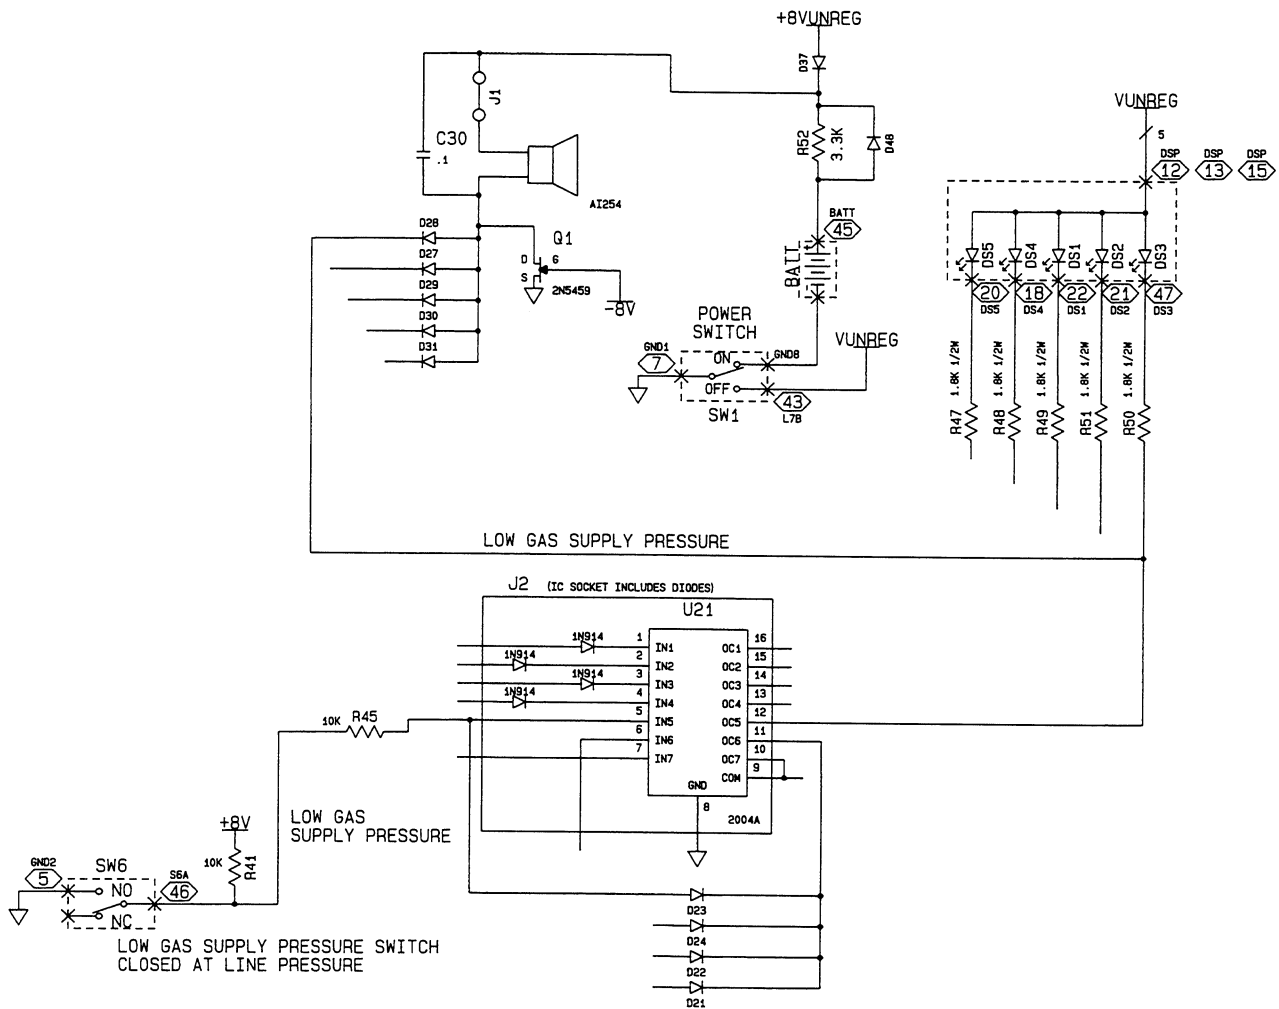 +8VUNREG
D37
J1
C30
.1
R52
3.3K
D48
VUNREG
5
DSP
DSP
DSP
12
13
15
AI254
BATT
45
D28
Q1
D27
D
G
S
D29
2N5459
-8V
D30
D31
+
BATT
DS5
DS4
DS1
DS2
DS3
20
18
22
21
47
DS5
DS4
DS1
DS2
DS3
POWER
SWITCH
VUNREG
GND1
7
ON
GND8
OFF
43
SW1
L7B
R47 1.8K 1/2W
R48 1.8K 1/2W
R49 1.8K 1/2W
R51 1.8K 1/2W
R50 1.8K 1/2W
LOW GAS SUPPLY PRESSURE
J2 (IC SOCKET INCLUDES DIODES)
U21
1N914
1
IN1
OC1
16
1N914
2
IN2
OC2
15
1N914
3
IN3
OC3
14
1N914
4
IN4
OC4
13
5
IN5
OC5
12
6
IN6
OC6
11
7
IN7
OC7
10
COM
9
GND
8
2004A
10K
R45
LOW GAS
SUPPLY PRESSURE
+8V
10K
R41
GND2
5
SW6
NO
NC
S6A
46
LOW GAS SUPPLY PRESSURE SWITCH
CLOSED AT LINE PRESSURE
D23
D24
D22
D21